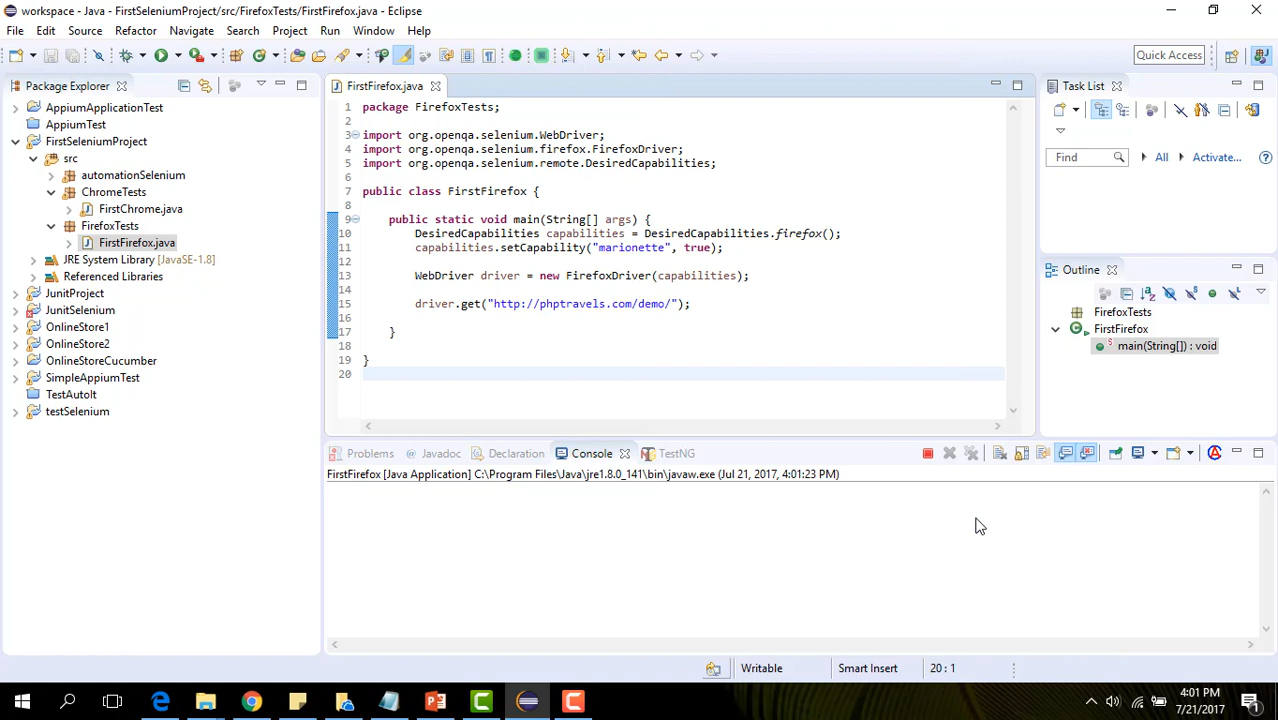 workspace - Java - FirstSeleniumProject/src/FirefoxTests/FirstFirefox.java - Eclipse
File Edit Source Refactor Navigate Search Project Run Window Help
Quick Access
Package Explorer
AppiumApplicationTest
AppiumTest
FirstSeleniumProject
src
automationSelenium
ChromeTests
FirstChrome.java
FirefoxTests
FirstFirefox.java
JRE System Library [JavaSE-1.8]
Referenced Libraries
JunitProject
JunitSelenium
OnlineStore1
OnlineStore2
OnlineStoreCucumber
SimpleAppiumTest
TestAutoIt
testSelenium
FirstFirefox.java
1 package FirefoxTests;
2
3 import org.openqa.selenium.WebDriver;
4 import org.openqa.selenium.firefox.FirefoxDriver;
5 import org.openqa.selenium.remote.DesiredCapabilities;
6
7 public class FirstFirefox {
8
9 public static void main(String[] args) {
10 DesiredCapabilities capabilities = DesiredCapabilities.firefox();
11 capabilities.setCapability("marionette", true);
12
13 WebDriver driver = new FirefoxDriver(capabilities);
14
15 driver.get("http://phptravels.com/demo/");
16
17 }
18
19 }
20
Task List
Find All Activate...
Outline
FirefoxTests
FirstFirefox
main(String[]) : void
Problems Javadoc Declaration Console TestNG
FirstFirefox [Java Application] C:\Program Files\Java\jre1.8.0_141\bin\javaw.exe (Jul 21, 2017, 4:01:23 PM)
Writable Smart Insert 20 : 1
4:01 PM
7/21/2017